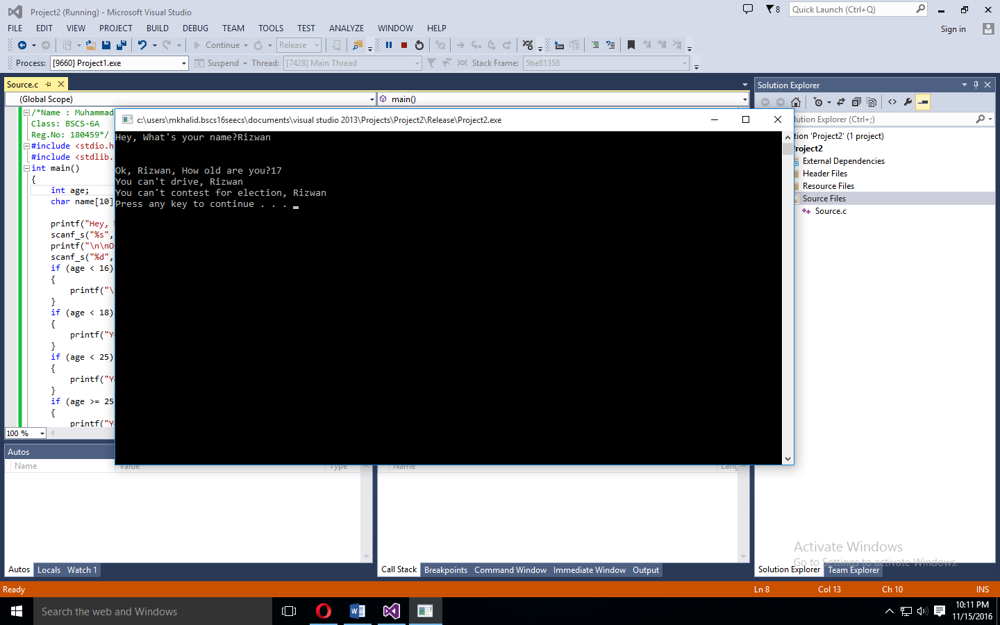 Project2 (Running) - Microsoft Visual Studio
8
Quick Launch (Ctrl+Q)
FILE EDIT VIEW PROJECT BUILD DEBUG TEAM TOOLS TEST ANALYZE WINDOW HELP
Sign in
Continue Release
Process: [9660] Project1.exe Suspend Thread: [7428] Main Thread Stack Frame: 5be81358
Source.c
(Global Scope) main()
/*Name : Muhammad
Class: BSCS-6A
Reg.No: 180459*/
#include <stdio.h
#include <stdlib.
int main()
{
int age;
char name[10]
printf("Hey,
scanf_s("%s",
printf("\n\nO
scanf_s("%d",
if (age < 16)
{
printf("\
}
if (age < 18)
{
printf("Y
}
if (age < 25)
{
printf("Y
}
if (age >= 25
{
printf("Y
100 %
c:\users\mkhalid.bscs16seecs\documents\visual studio 2013\Projects\Project2\Release\Project2.exe
Hey, What's your name?Rizwan
Ok, Rizwan, How old are you?17
You can't drive, Rizwan
You can't contest for election, Rizwan
Press any key to continue . . .
Solution Explorer
lution Explorer (Ctrl+;)
tion 'Project2' (1 project)
roject2
External Dependencies
Header Files
Resource Files
Source Files
Source.c
Autos
Name Value Type
Name Lang
Autos Locals Watch 1
Call Stack Breakpoints Command Window Immediate Window Output
Activate Windows
Go to Settings to activate Windows.
Solution Explorer Team Explorer
Ready Ln 8 Col 13 Ch 10 INS
Search the web and Windows
10:11 PM
11/15/2016